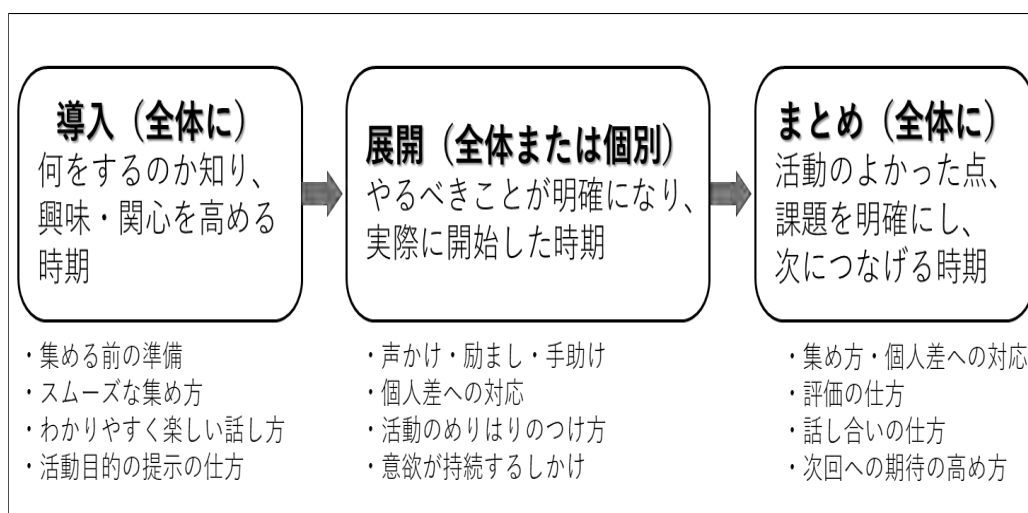 導入（全体に）
何をするのか知り、
興味・関心を高める
時期
・集める前の準備
・スムーズな集め方
・わかりやすく楽しい話し方
・活動目的の提示の仕方
展開（全体または個別）
やるべきことが明確になり、
実際に開始した時期
・声かけ・励まし・手助け
・個人差への対応
・活動のめりはりのつけ方
・意欲が持続するしかけ
まとめ（全体に）
活動のよかった点、
課題を明確にし、
次につなげる時期
・集め方・個人差への対応
・評価の仕方
・話し合いの仕方
・次回への期待の高め方